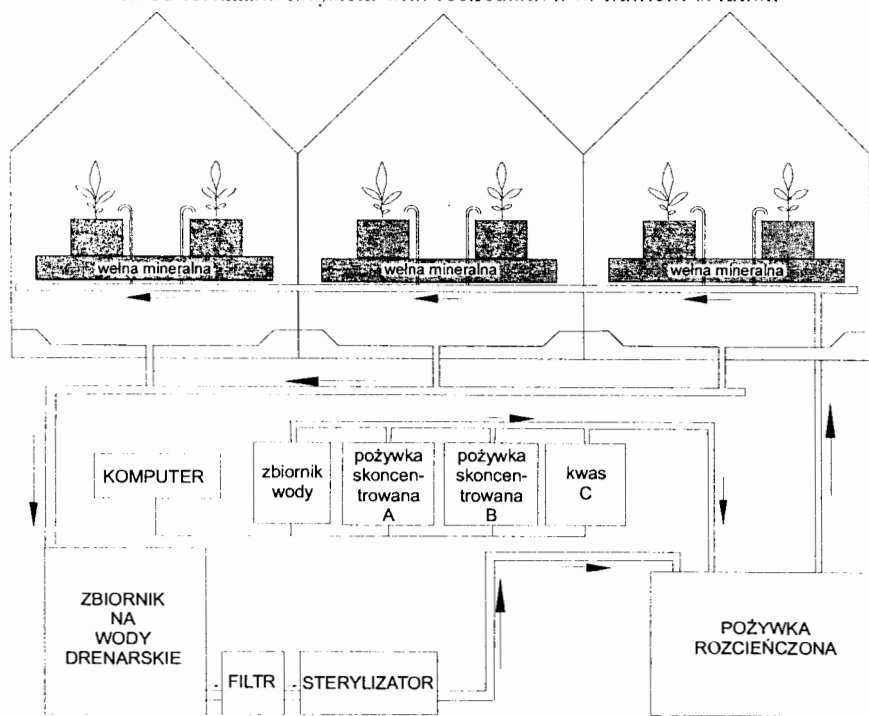 wełna mineralna
wełna mineralna
wełna mineralna
KOMPUTER
zbiornik
wody
pożywka
skoncen-
trowana
A
pożywka
skoncen-
trowana
B
kwas
C
ZBIORNIK
NA
WODY
DRENARSKIE
FILTR
STERYLIZATOR
POŻYWKA
ROZCIEŃCZONA